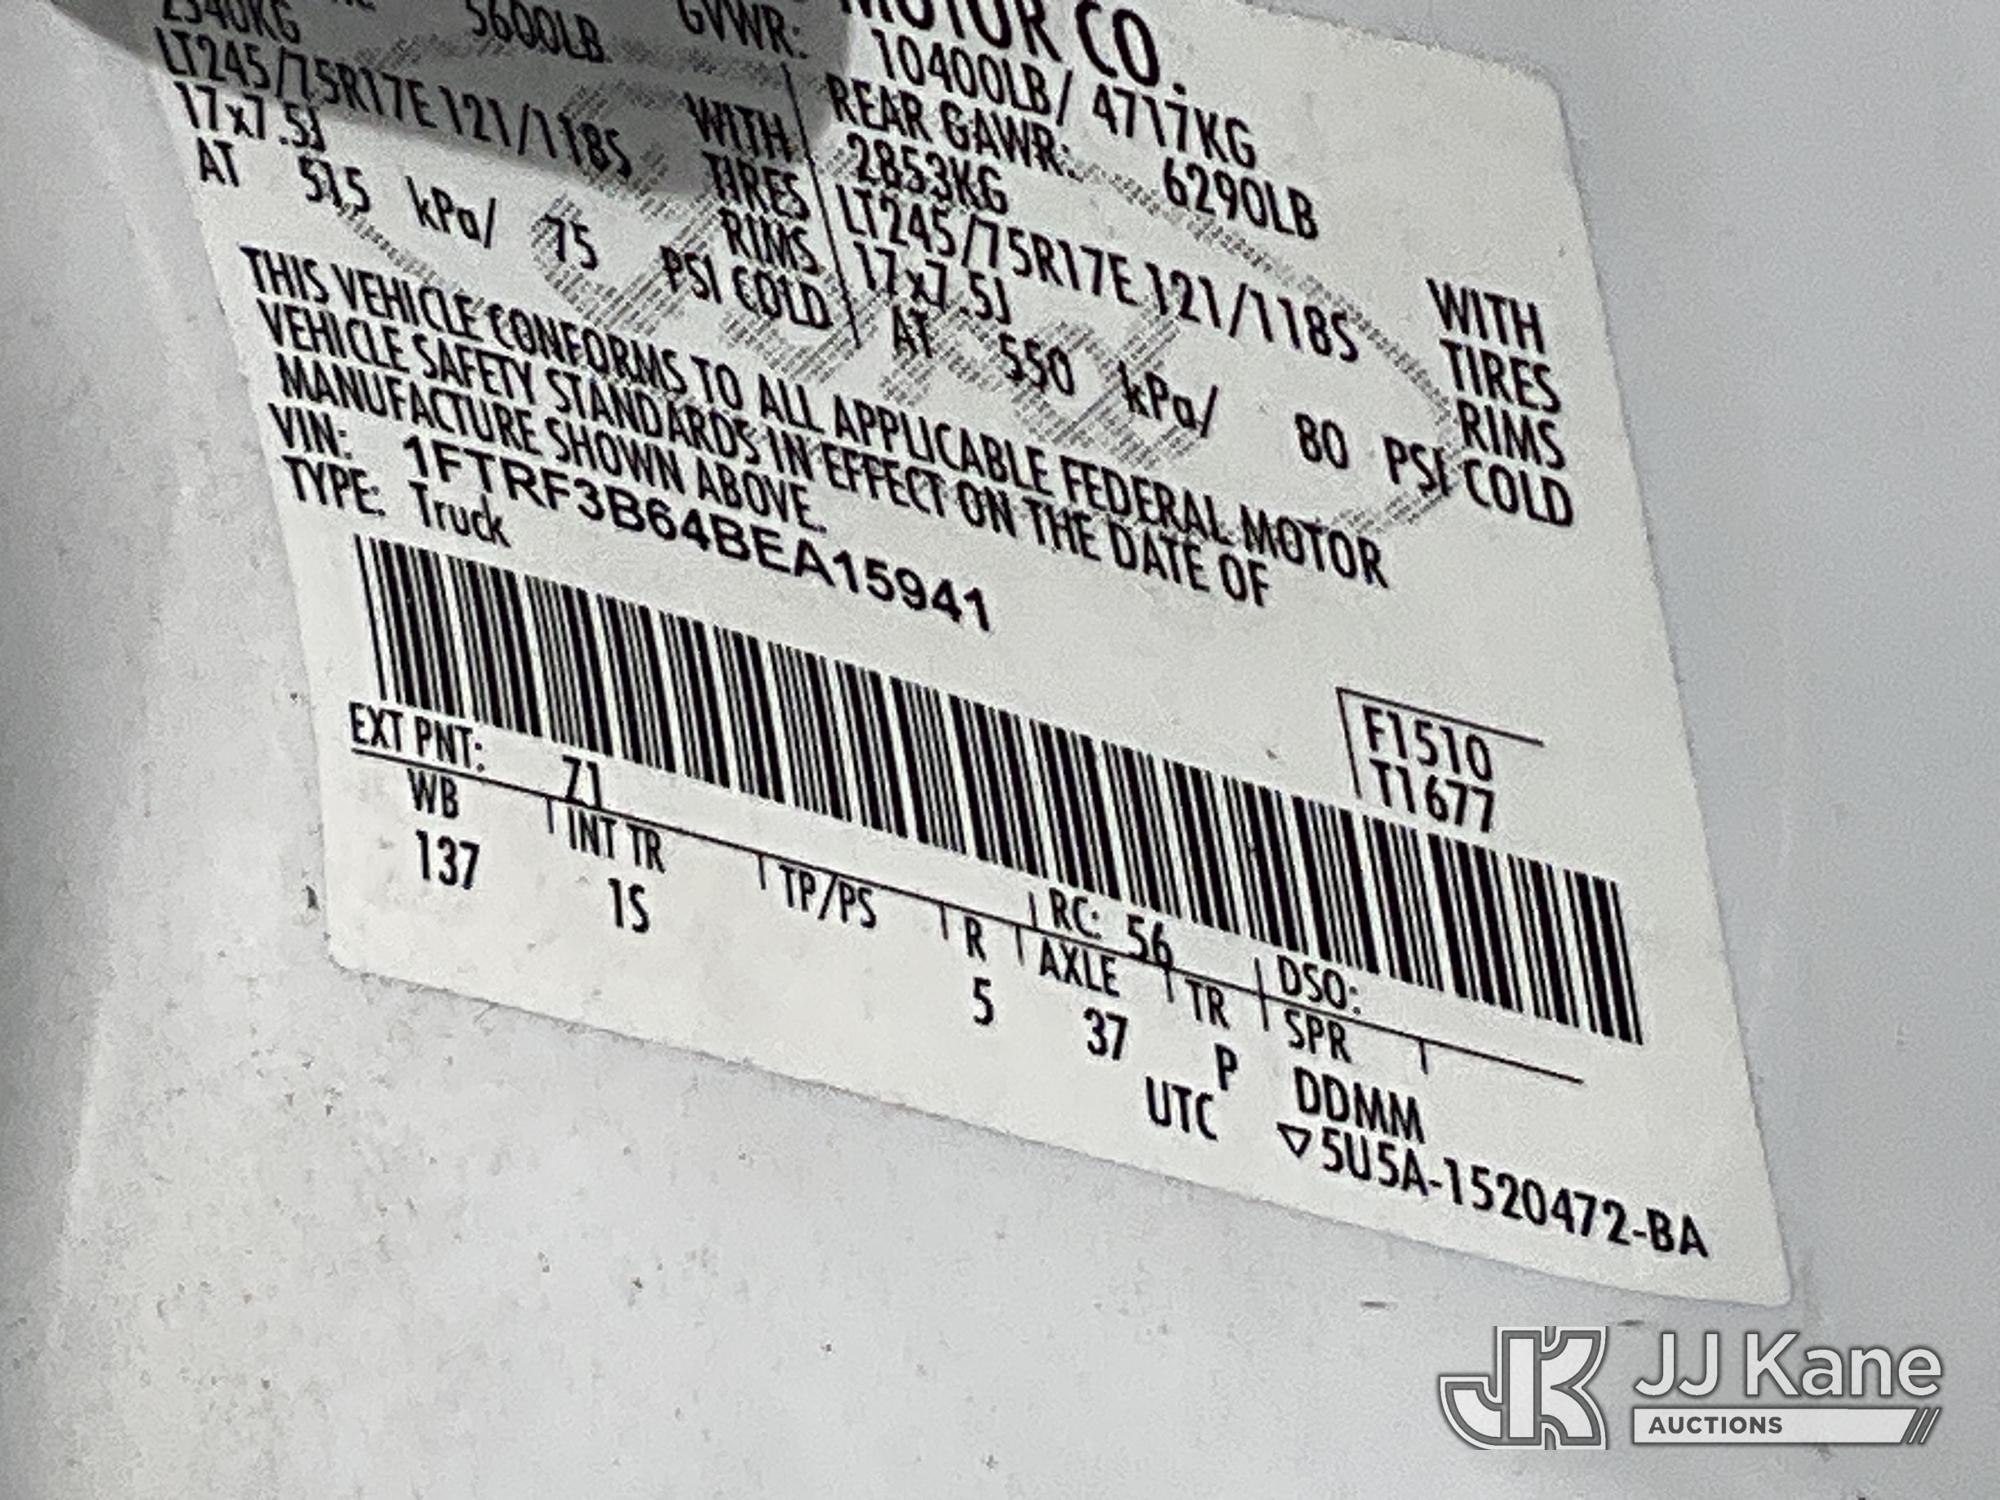 MOTOR CO.
GVWR: 10400LB/ 4717KG
5600LB
2540KG
WITH
LT245/75R17E 121/118S TIRES
17x7.5J RIMS
AT 515 kPa/ 75 PSI COLD
REAR GAWR: 6290LB
2853KG WITH
LT245/75R17E 121/118S TIRES
17x7.5J RIMS
AT 550 kPa/ 80 PSI COLD
THIS VEHICLE CONFORMS TO ALL APPLICABLE FEDERAL MOTOR
VEHICLE SAFETY STANDARDS IN EFFECT ON THE DATE OF
MANUFACTURE SHOWN ABOVE.
VIN: 1FTRF3B64BEA15941
TYPE: Truck
F1510
T1677
EXT PNT: Z1 RC: 56 DSO:
WB INT TR TP/PS R AXLE TR SPR
137 1S 5 37 P DDMM
UTC ▽5U5A-1520472-BA
JK JJ Kane
AUCTIONS